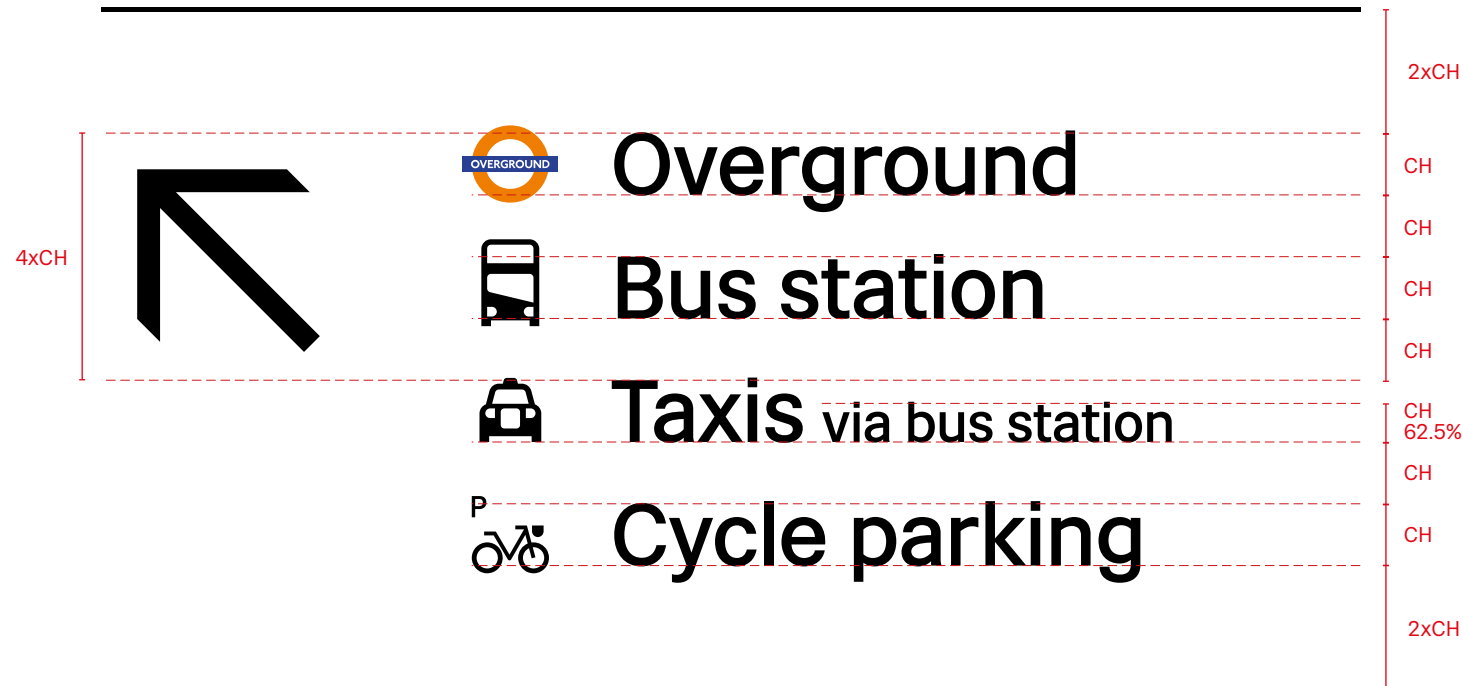 2xCH
OVERGROUND Overground CH
4xCH CH
Bus station CH
CH
Taxis via bus station CH 62.5%
CH
P
Cycle parking CH
2xCH